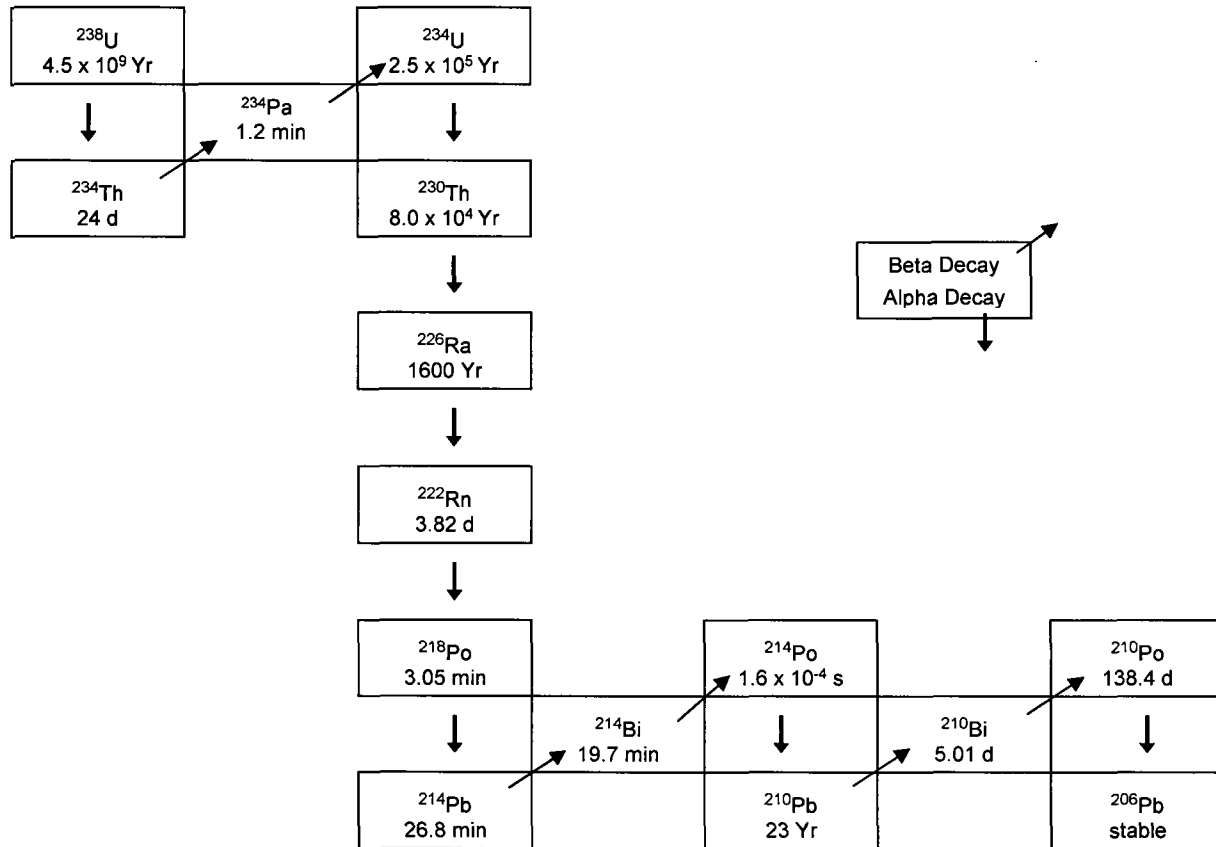 ²³⁸U
4.5 x 10⁹ Yr
²³⁴U
2.5 x 10⁵ Yr
²³⁴Pa
1.2 min
²³⁴Th
24 d
²³⁰Th
8.0 x 10⁴ Yr
Beta Decay
Alpha Decay
²²⁶Ra
1600 Yr
²²²Rn
3.82 d
²¹⁸Po
3.05 min
²¹⁴Po
1.6 x 10⁻⁴ s
²¹⁰Po
138.4 d
²¹⁴Bi
19.7 min
²¹⁰Bi
5.01 d
²¹⁴Pb
26.8 min
²¹⁰Pb
23 Yr
²⁰⁶Pb
stable